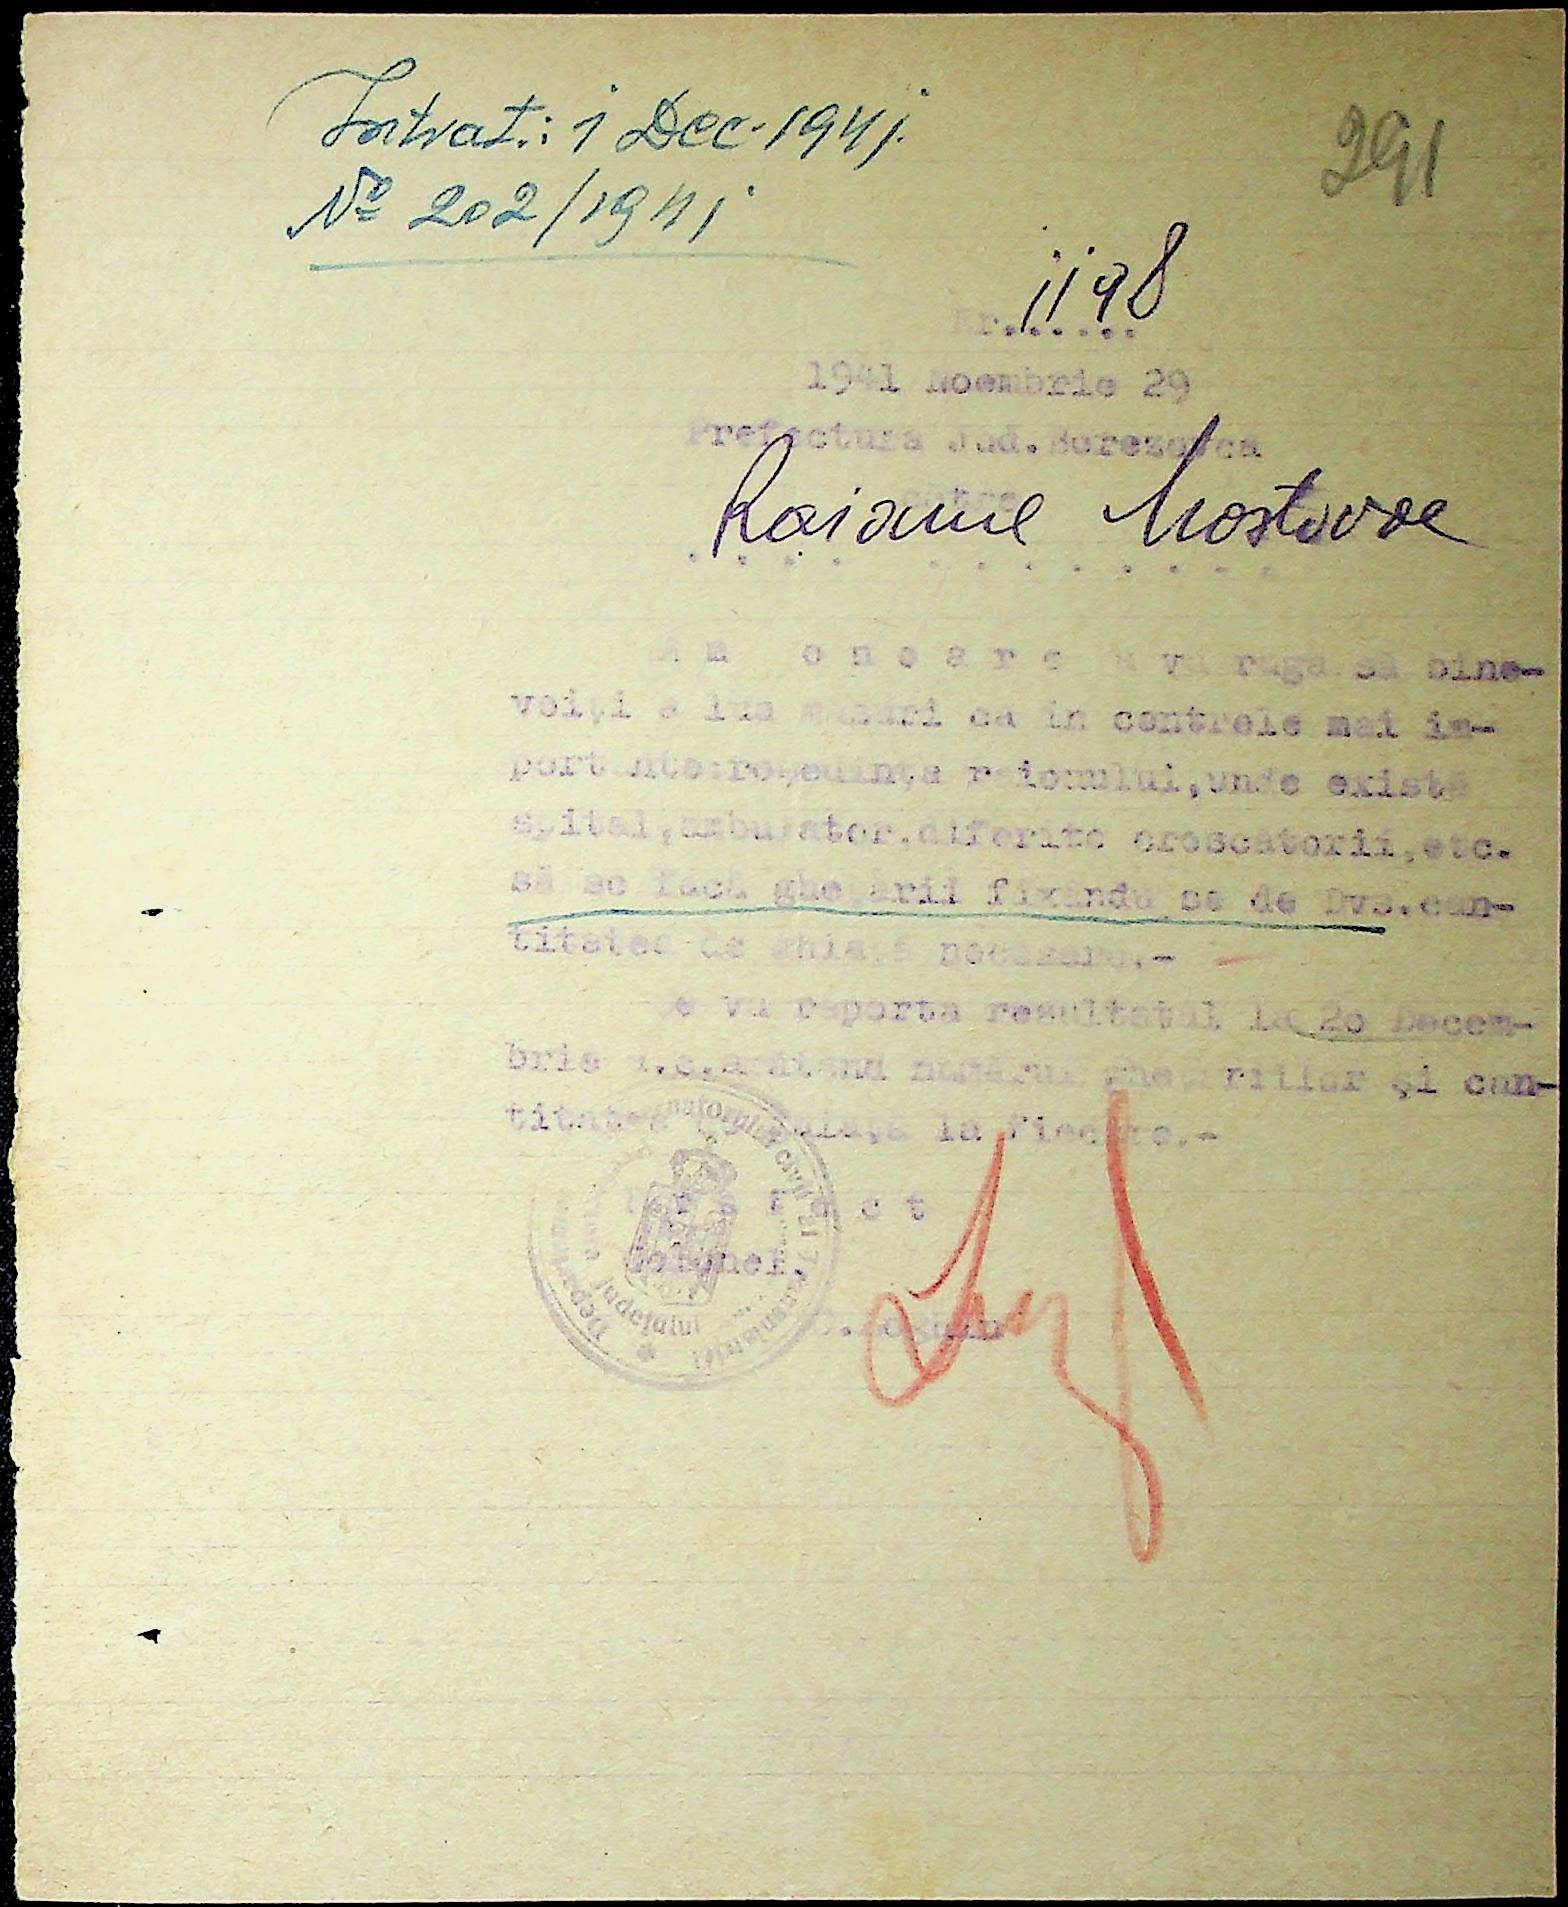 Intrat: 1 Dec. 1941.
291
No 202/1941
Nr. 1198
1941 Noembrie 29
Prefectura Jud. Berezovca
către
Raionul Mostovoe
Am onoare a vă ruga să bine-
voiţi a lua măsuri ca în centrele mai im-
portante: reşedinţa raionului, unde există
spital, ambulator, diferite crescătorii, etc.
să se facă gheţării fixându se de Dvs. can-
titatea de ghiaţă necesară.-
Se va raporta resultatul la 20 Decem-
brie a.c. arătând numărul gheţăriilor şi can-
titatea de ghiaţă la fiecare.-
Prefect
Colonel,
Judeţului